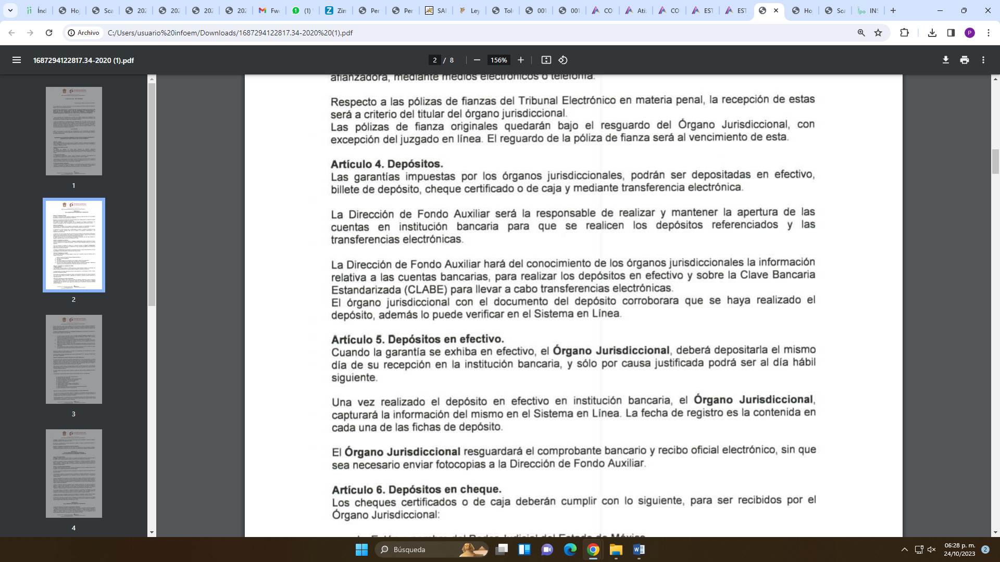 Índ
Ho
Sca
202
202
202
202
Fwd
(1)
Zim
Per
Per
SAI
Ley
Tol
001
001
CO
Ati
CO
EST
EST
Ho
Sca
INS
Archivo
C:/Users/usuario%20infoem/Downloads/1687294122817.34-2020%20(1).pdf
P
1687294122817.34-2020 (1).pdf
2 / 8
156%
1
2
3
4
afianzadora, mediante medios electrónicos o telefonía.
Respecto a las pólizas de fianzas del Tribunal Electrónico en materia penal, la recepción de estas
será a criterio del titular del órgano jurisdiccional.
Las pólizas de fianza originales quedarán bajo el resguardo del Órgano Jurisdiccional, con
excepción del juzgado en línea. El reguardo de la póliza de fianza será al vencimiento de esta.
Artículo 4. Depósitos.
Las garantías impuestas por los órganos jurisdiccionales, podrán ser depositadas en efectivo,
billete de depósito, cheque certificado o de caja y mediante transferencia electrónica.
La Dirección de Fondo Auxiliar será la responsable de realizar y mantener la apertura de las
cuentas en institución bancaria para que se realicen los depósitos referenciados y las
transferencias electrónicas.
La Dirección de Fondo Auxiliar hará del conocimiento de los órganos jurisdiccionales la información
relativa a las cuentas bancarias, para realizar los depósitos en efectivo y sobre la Clave Bancaria
Estandarizada (CLABE) para llevar a cabo transferencias electrónicas.
El órgano jurisdiccional con el documento del depósito corroborara que se haya realizado el
depósito, además lo puede verificar en el Sistema en Línea.
Artículo 5. Depósitos en efectivo.
Cuando la garantía se exhiba en efectivo, el Órgano Jurisdiccional, deberá depositarla el mismo
día de su recepción en la institución bancaria, y sólo por causa justificada podrá ser al día hábil
siguiente.
Una vez realizado el depósito en efectivo en institución bancaria, el Órgano Jurisdiccional,
capturará la información del mismo en el Sistema en Línea. La fecha de registro es la contenida en
cada una de las fichas de depósito.
El Órgano Jurisdiccional resguardará el comprobante bancario y recibo oficial electrónico, sin que
sea necesario enviar fotocopias a la Dirección de Fondo Auxiliar.
Artículo 6. Depósitos en cheque.
Los cheques certificados o de caja deberán cumplir con lo siguiente, para ser recibidos por el
Órgano Jurisdiccional:
nombre del Poder Judicial del Estado de México
Búsqueda
06:28 p. m.
24/10/2023
2